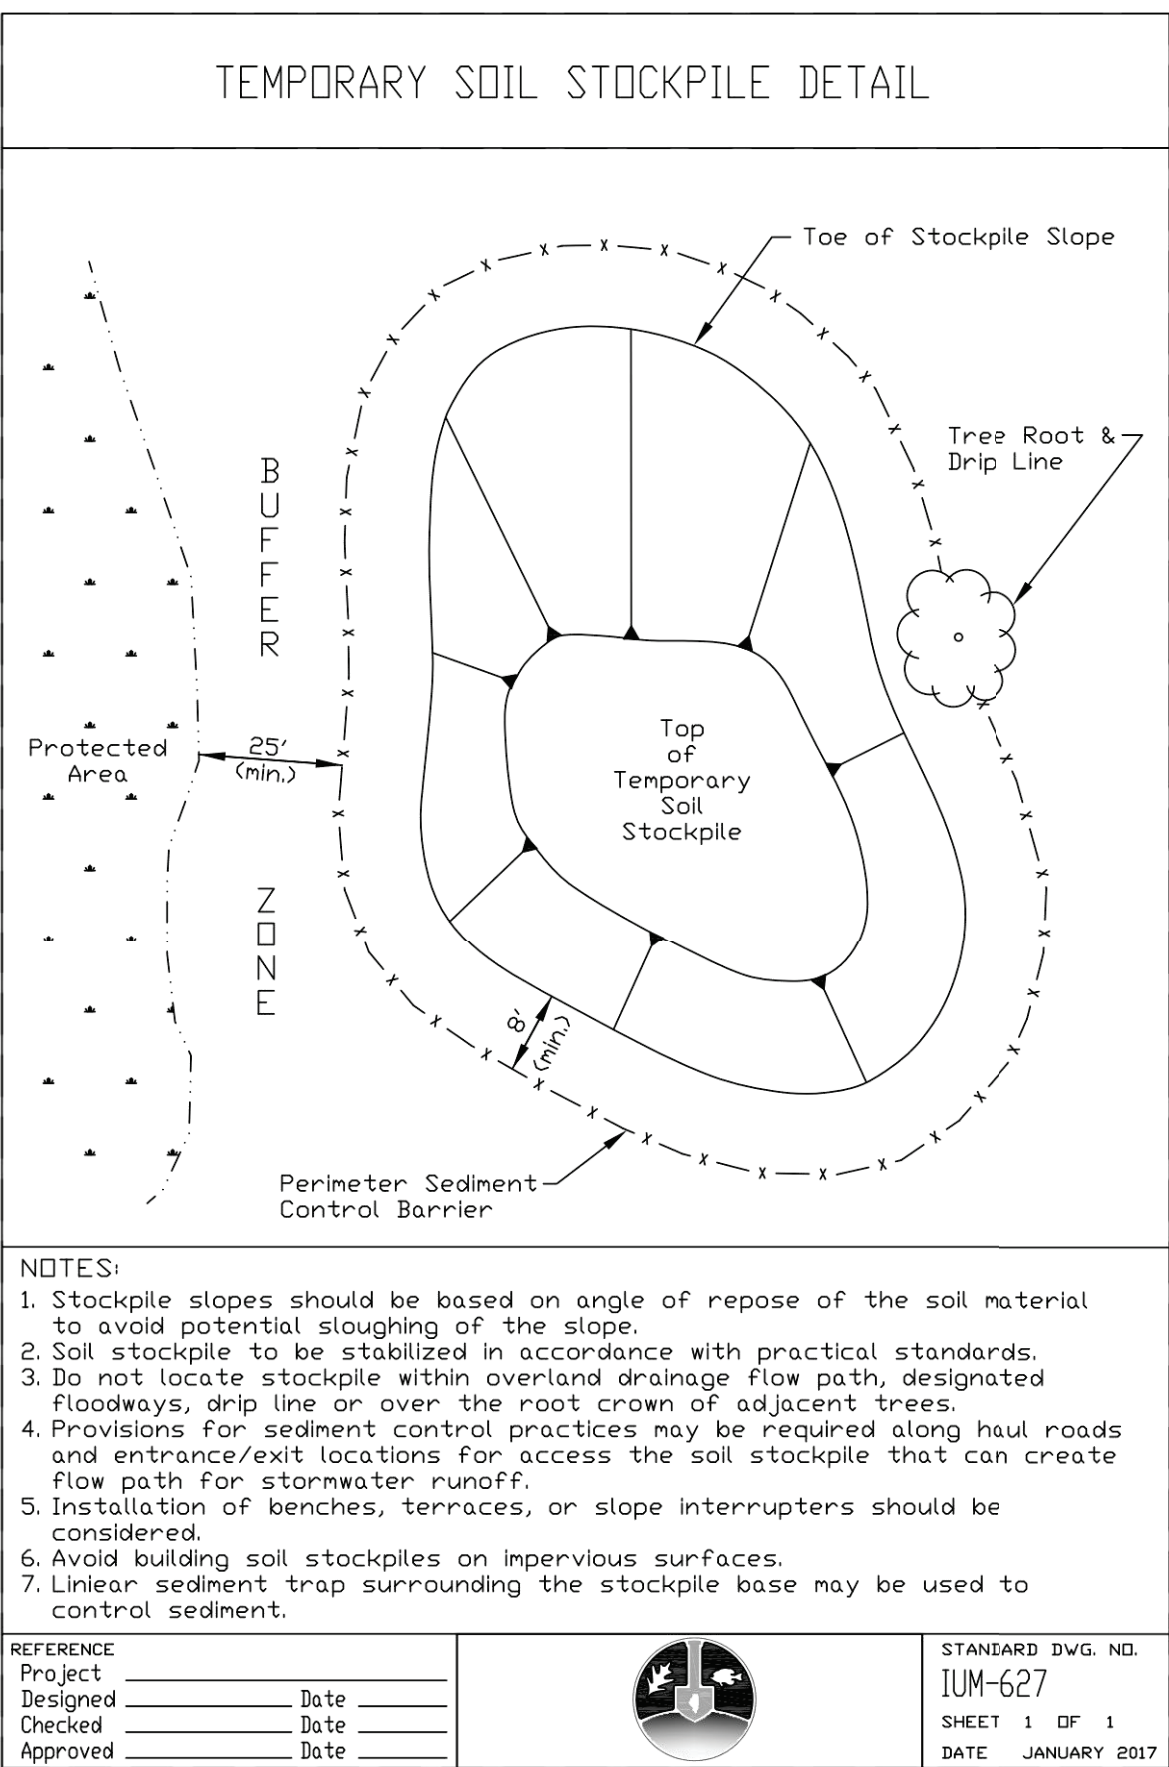 TEMPORARY SOIL STOCKPILE DETAIL
Toe of Stockpile Slope
Tree Root &
Drip Line
BUFFER
Top
of
Temporary
Soil
Stockpile
Protected
Area
25'
(min.)
ZONE
8'
(min.)
Perimeter Sediment
Control Barrier
NOTES:
1. Stockpile slopes should be based on angle of repose of the soil material
to avoid potential sloughing of the slope.
2. Soil stockpile to be stabilized in accordance with practical standards.
3. Do not locate stockpile within overland drainage flow path, designated
floodways, drip line or over the root crown of adjacent trees.
4. Provisions for sediment control practices may be required along haul roads
and entrance/exit locations for access the soil stockpile that can create
flow path for stormwater runoff.
5. Installation of benches, terraces, or slope interrupters should be
considered.
6. Avoid building soil stockpiles on impervious surfaces.
7. Liniear sediment trap surrounding the stockpile base may be used to
control sediment.
REFERENCE
Project
Designed Date
Checked Date
Approved Date
STANDARD DWG. NO.
IUM-627
SHEET 1 OF 1
DATE JANUARY 2017